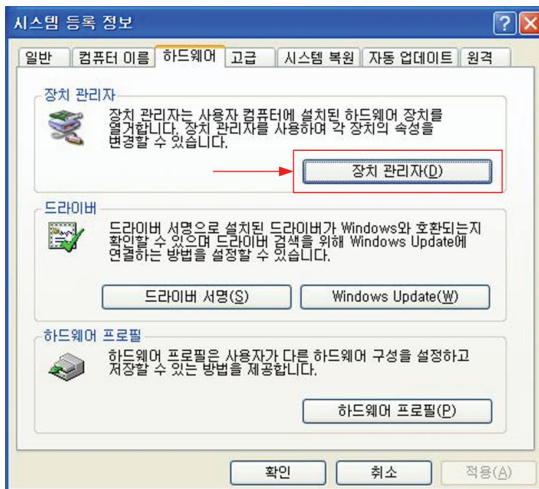 시스템 등록 정보
일반 컴퓨터 이름 하드웨어 고급 시스템 복원 자동 업데이트 원격
장치 관리자
장치 관리자는 사용자 컴퓨터에 설치된 하드웨어 장치를
열거합니다. 장치 관리자를 사용하여 각 장치의 속성을
변경할 수 있습니다.
장치 관리자(D)
드라이버
드라이버 서명으로 설치된 드라이버가 Windows와 호환되는지
확인할 수 있으며 드라이버 검색을 위해 Windows Update에
연결하는 방법을 설정할 수 있습니다.
드라이버 서명(S) Windows Update(W)
하드웨어 프로필
하드웨어 프로필은 사용자가 다른 하드웨어 구성을 설정하고
저장할 수 있는 방법을 제공합니다.
하드웨어 프로필(P)
확인 취소 적용(A)